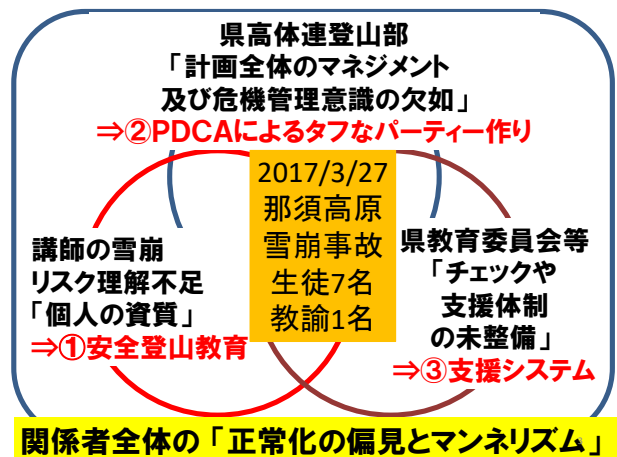 県高体連登山部
「計画全体のマネジメント
及び危機管理意識の欠如」
⇒②PDCAによるタフなパーティー作り
2017/3/27
那須高原
雪崩事故
生徒7名
教諭1名
講師の雪崩
リスク理解不足
「個人の資質」
⇒①安全登山教育
県教育委員会等
「チェックや
支援体制
の未整備」
⇒③支援システム
関係者全体の「正常化の偏見とマンネリズム」